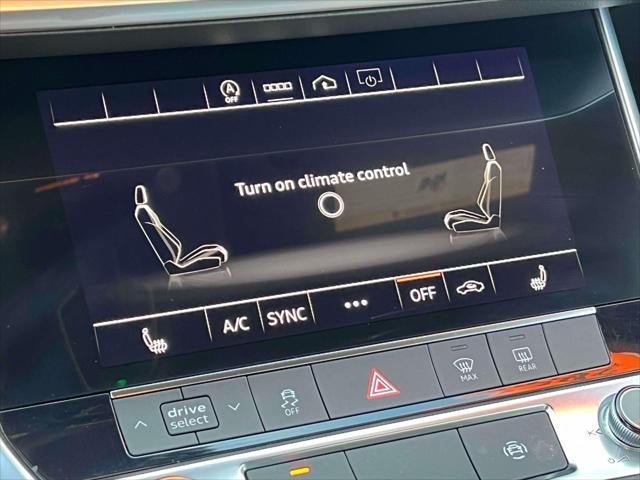 A
OFF
Turn on climate control
A/C
SYNC
•••
OFF
MAX
REAR
drive
select
OFF